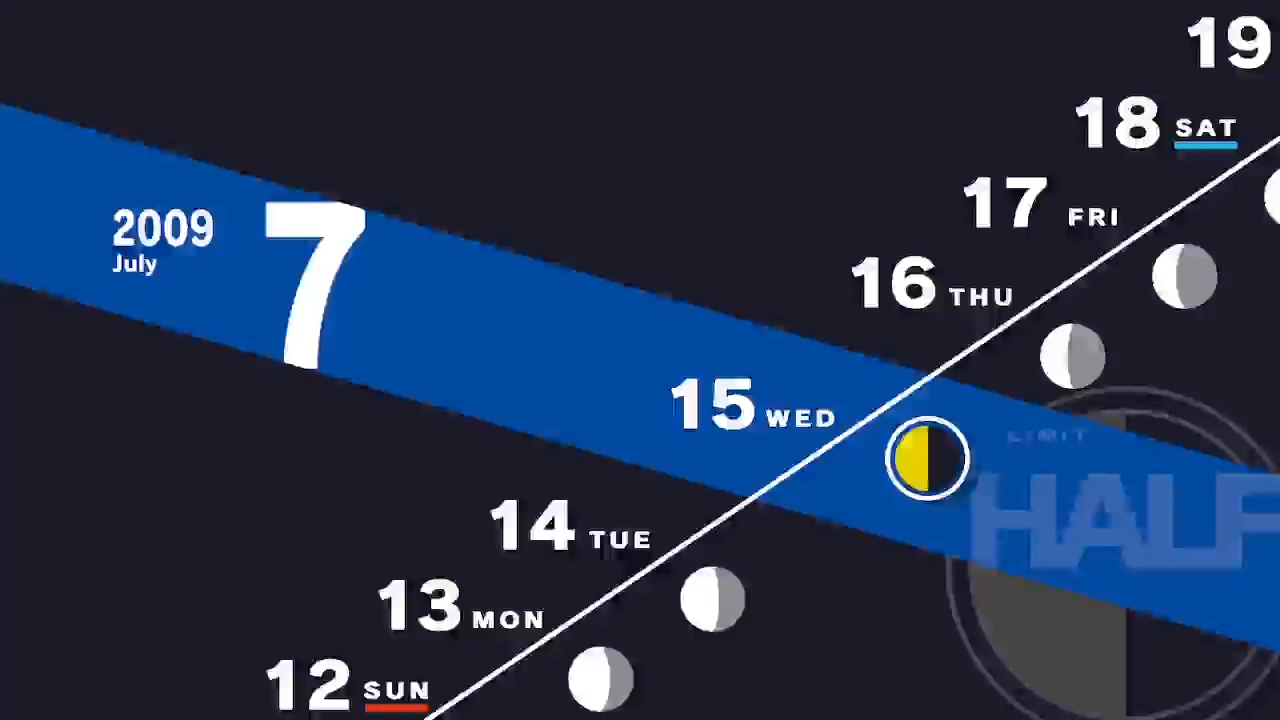 19
18 SAT
17 FRI
2009
July
7
16 THU
15 WED
LIMIT
HALF
14 TUE
13 MON
12 SUN